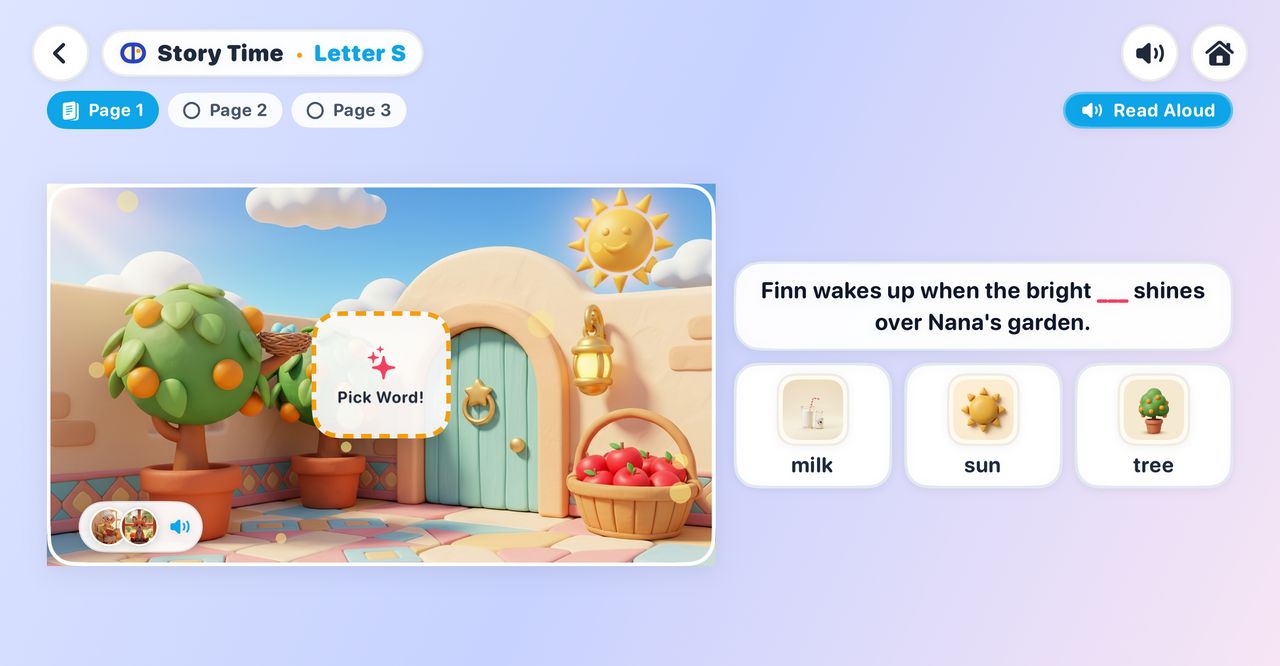 Story Time • Letter S
Page 1
Page 2
Page 3
Read Aloud
Pick Word!
Finn wakes up when the bright ___ shines
over Nana's garden.
milk
sun
tree